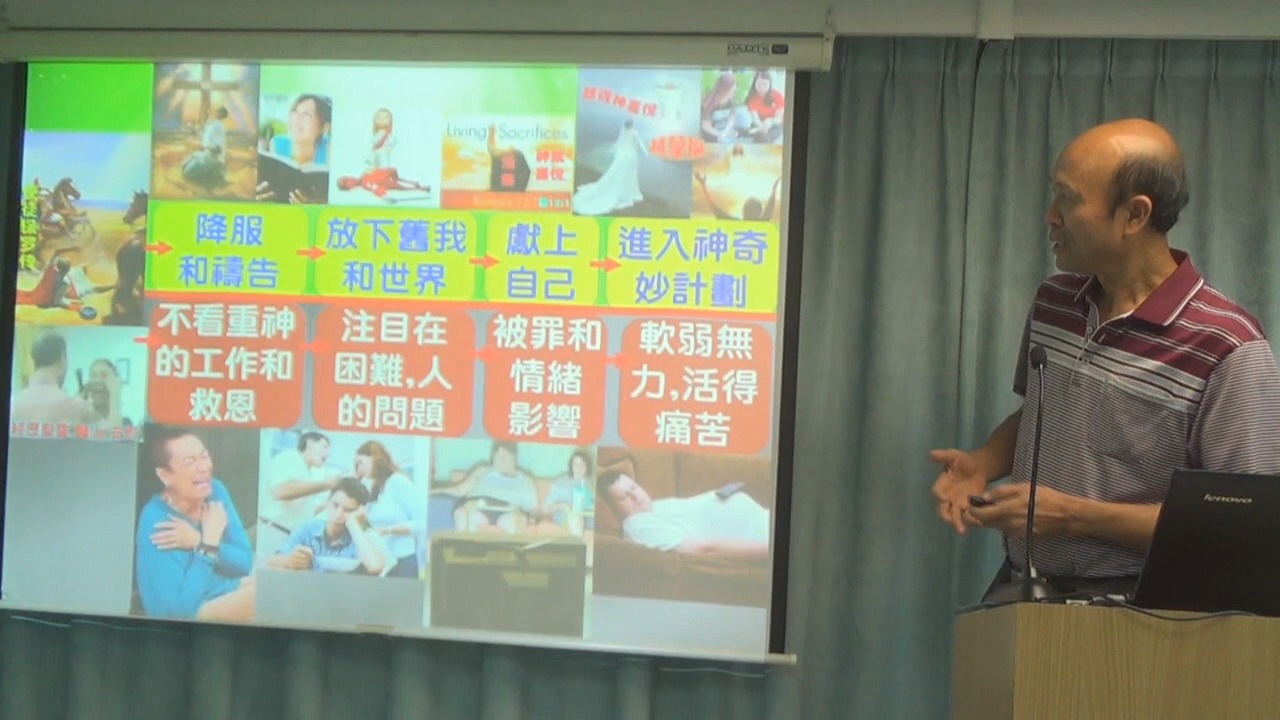 Living Sacrifices
降服
和禱告
放下舊我
和世界
獻上
自己
進入神奇
妙計劃
不看重神
的工作和
救恩
注目在
困難,人
的問題
被罪和
情緒
影響
軟弱無
力,活得
痛苦
lenovo